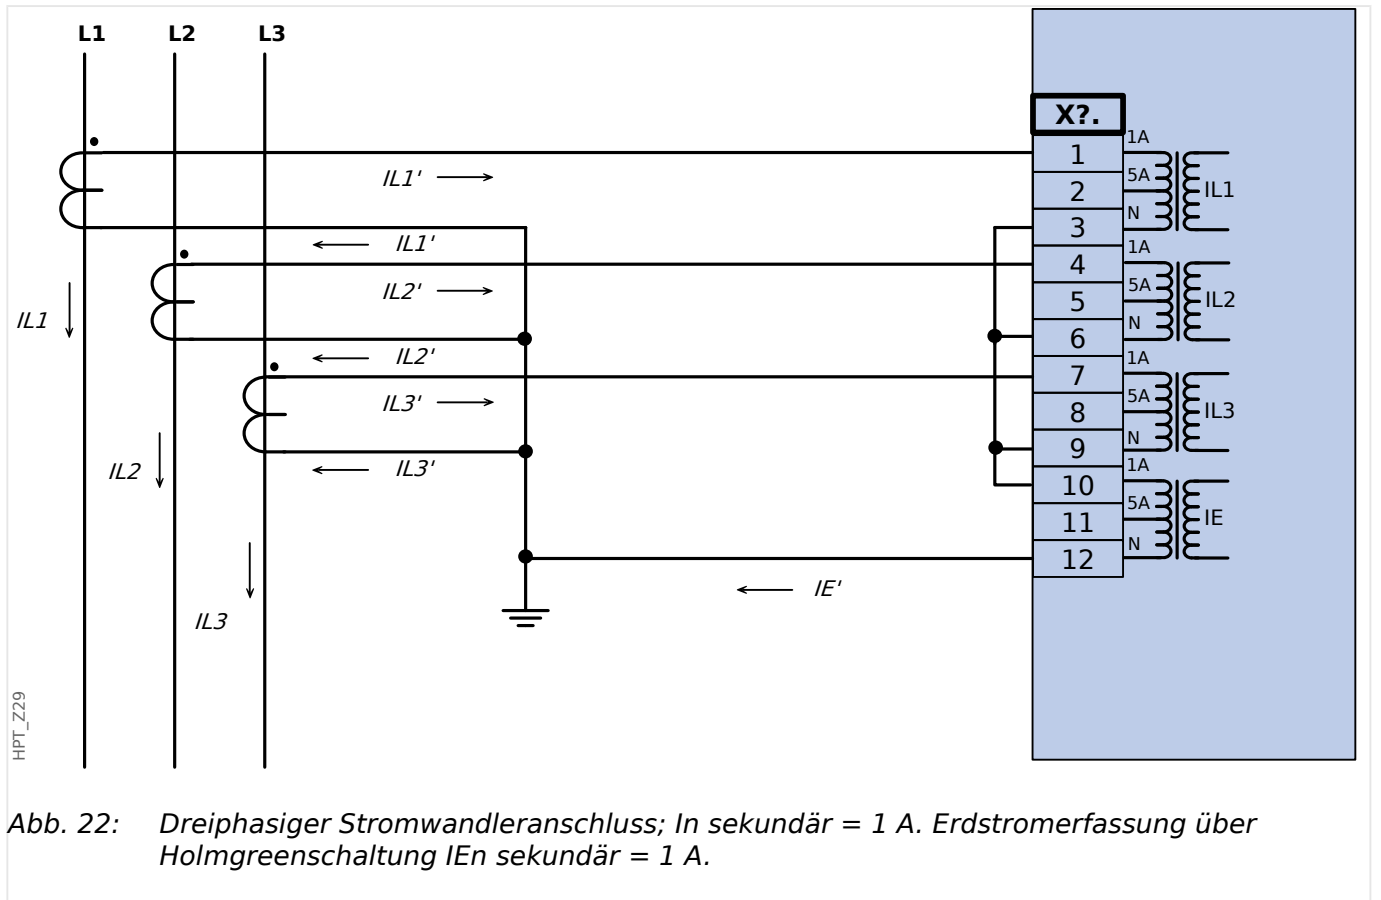 L1 L2 L3
X?.
1 1A
2 5A IL1
3 N
4 1A
5 5A IL2
6 N
7 1A
8 5A IL3
9 N
10 1A
11 5A IE
12 N
IL1'
IL1'
IL2'
IL2'
IL3'
IL3'
IE'
IL1
IL2
IL3
HPT_Z29
Abb. 22: Dreiphasiger Stromwandleranschluss; In sekundär = 1 A. Erdstromerfassung über
Holmgreenschaltung IEn sekundär = 1 A.